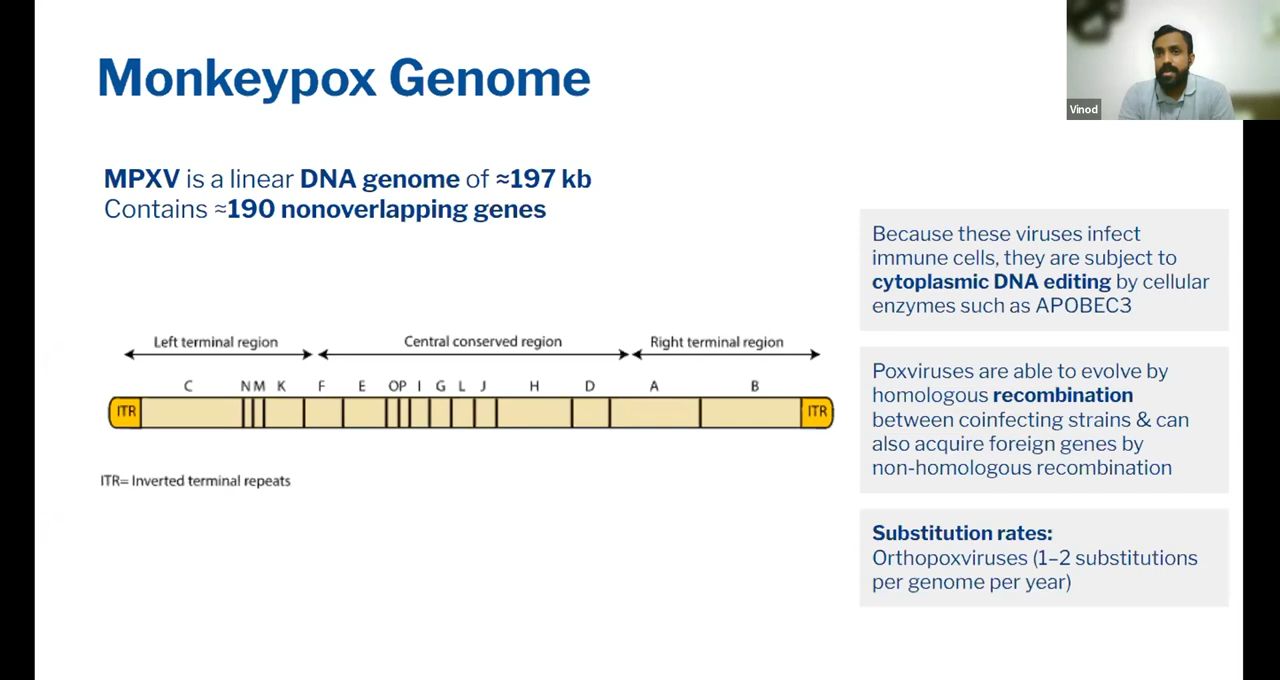 Monkeypox Genome
Vinod
MPXV is a linear DNA genome of ≈197 kb
Contains ≈190 nonoverlapping genes
Left terminal region Central conserved region Right terminal region
C N M K F E O P I G L J H D A B
ITR ITR
ITR= Inverted terminal repeats
Because these viruses infect
immune cells, they are subject to
cytoplasmic DNA editing by cellular
enzymes such as APOBEC3
Poxviruses are able to evolve by
homologous recombination
between coinfecting strains & can
also acquire foreign genes by
non-homologous recombination
Substitution rates:
Orthopoxviruses (1–2 substitutions
per genome per year)